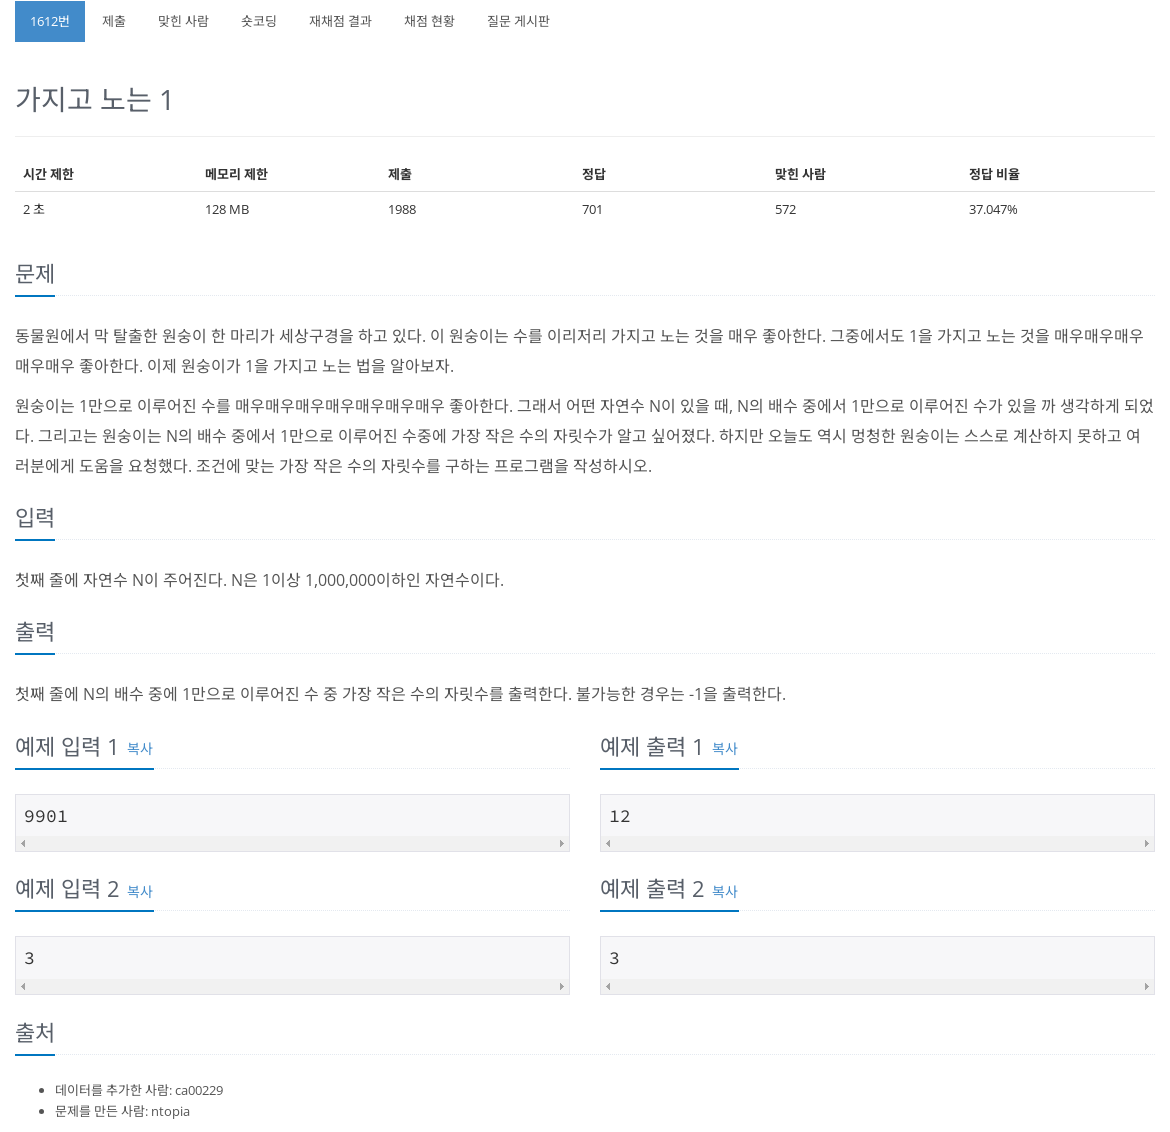 1612번 제출 맞힌 사람 숏코딩 재채점 결과 채점 현황 질문 게시판
가지고 노는 1
시간 제한 메모리 제한 제출 정답 맞힌 사람 정답 비율
2 초 128 MB 1988 701 572 37.047%
문제
동물원에서 막 탈출한 원숭이 한 마리가 세상구경을 하고 있다. 이 원숭이는 수를 이리저리 가지고 노는 것을 매우 좋아한다. 그중에서도 1을 가지고 노는 것을 매우매우매우
매우매우 좋아한다. 이제 원숭이가 1을 가지고 노는 법을 알아보자.
원숭이는 1만으로 이루어진 수를 매우매우매우매우매우매우매우 좋아한다. 그래서 어떤 자연수 N이 있을 때, N의 배수 중에서 1만으로 이루어진 수가 있을 까 생각하게 되었
다. 그리고는 원숭이는 N의 배수 중에서 1만으로 이루어진 수중에 가장 작은 수의 자릿수가 알고 싶어졌다. 하지만 오늘도 역시 멍청한 원숭이는 스스로 계산하지 못하고 여
러분에게 도움을 요청했다. 조건에 맞는 가장 작은 수의 자릿수를 구하는 프로그램을 작성하시오.
입력
첫째 줄에 자연수 N이 주어진다. N은 1이상 1,000,000이하인 자연수이다.
출력
첫째 줄에 N의 배수 중에 1만으로 이루어진 수 중 가장 작은 수의 자릿수를 출력한다. 불가능한 경우는 -1을 출력한다.
예제 입력 1 복사
9901
예제 출력 1 복사
12
예제 입력 2 복사
3
예제 출력 2 복사
3
출처
데이터를 추가한 사람: ca00229
문제를 만든 사람: ntopia